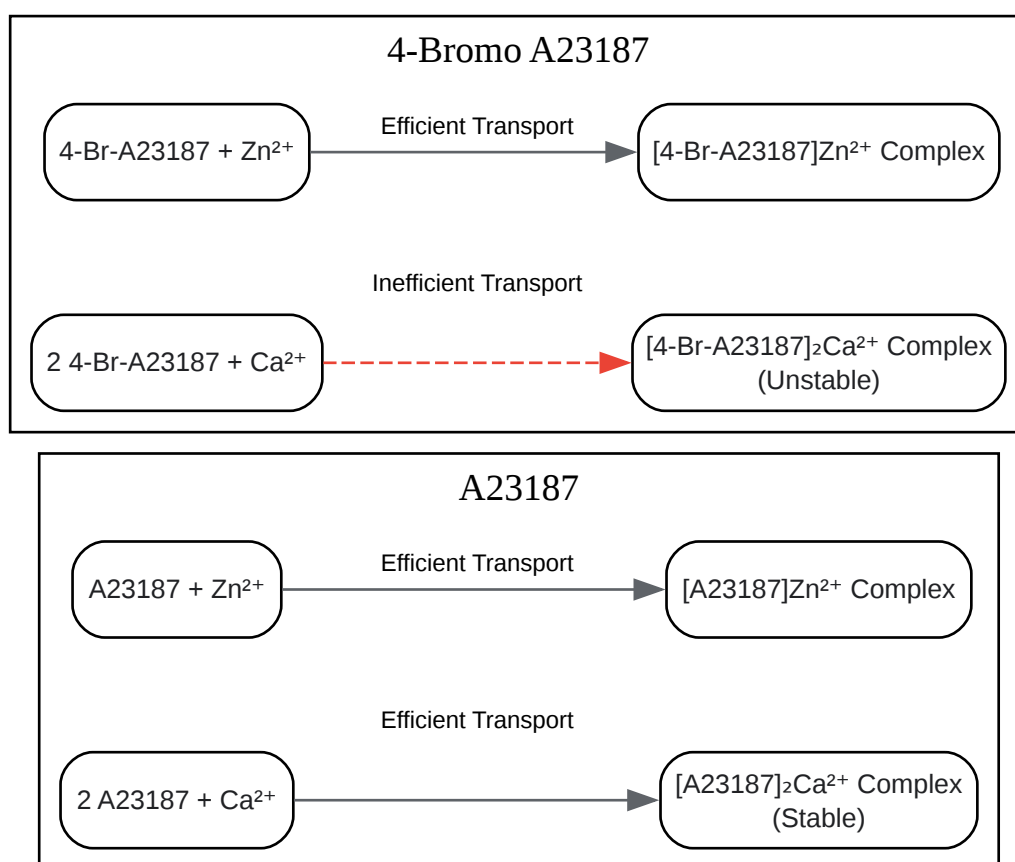 4-Bromo A23187
Efficient Transport
4-Br-A23187 + Zn²⁺
[4-Br-A23187]Zn²⁺ Complex
Inefficient Transport
2 4-Br-A23187 + Ca²⁺
[4-Br-A23187]₂Ca²⁺ Complex
(Unstable)
A23187
Efficient Transport
A23187 + Zn²⁺
[A23187]Zn²⁺ Complex
Efficient Transport
2 A23187 + Ca²⁺
[A23187]₂Ca²⁺ Complex
(Stable)